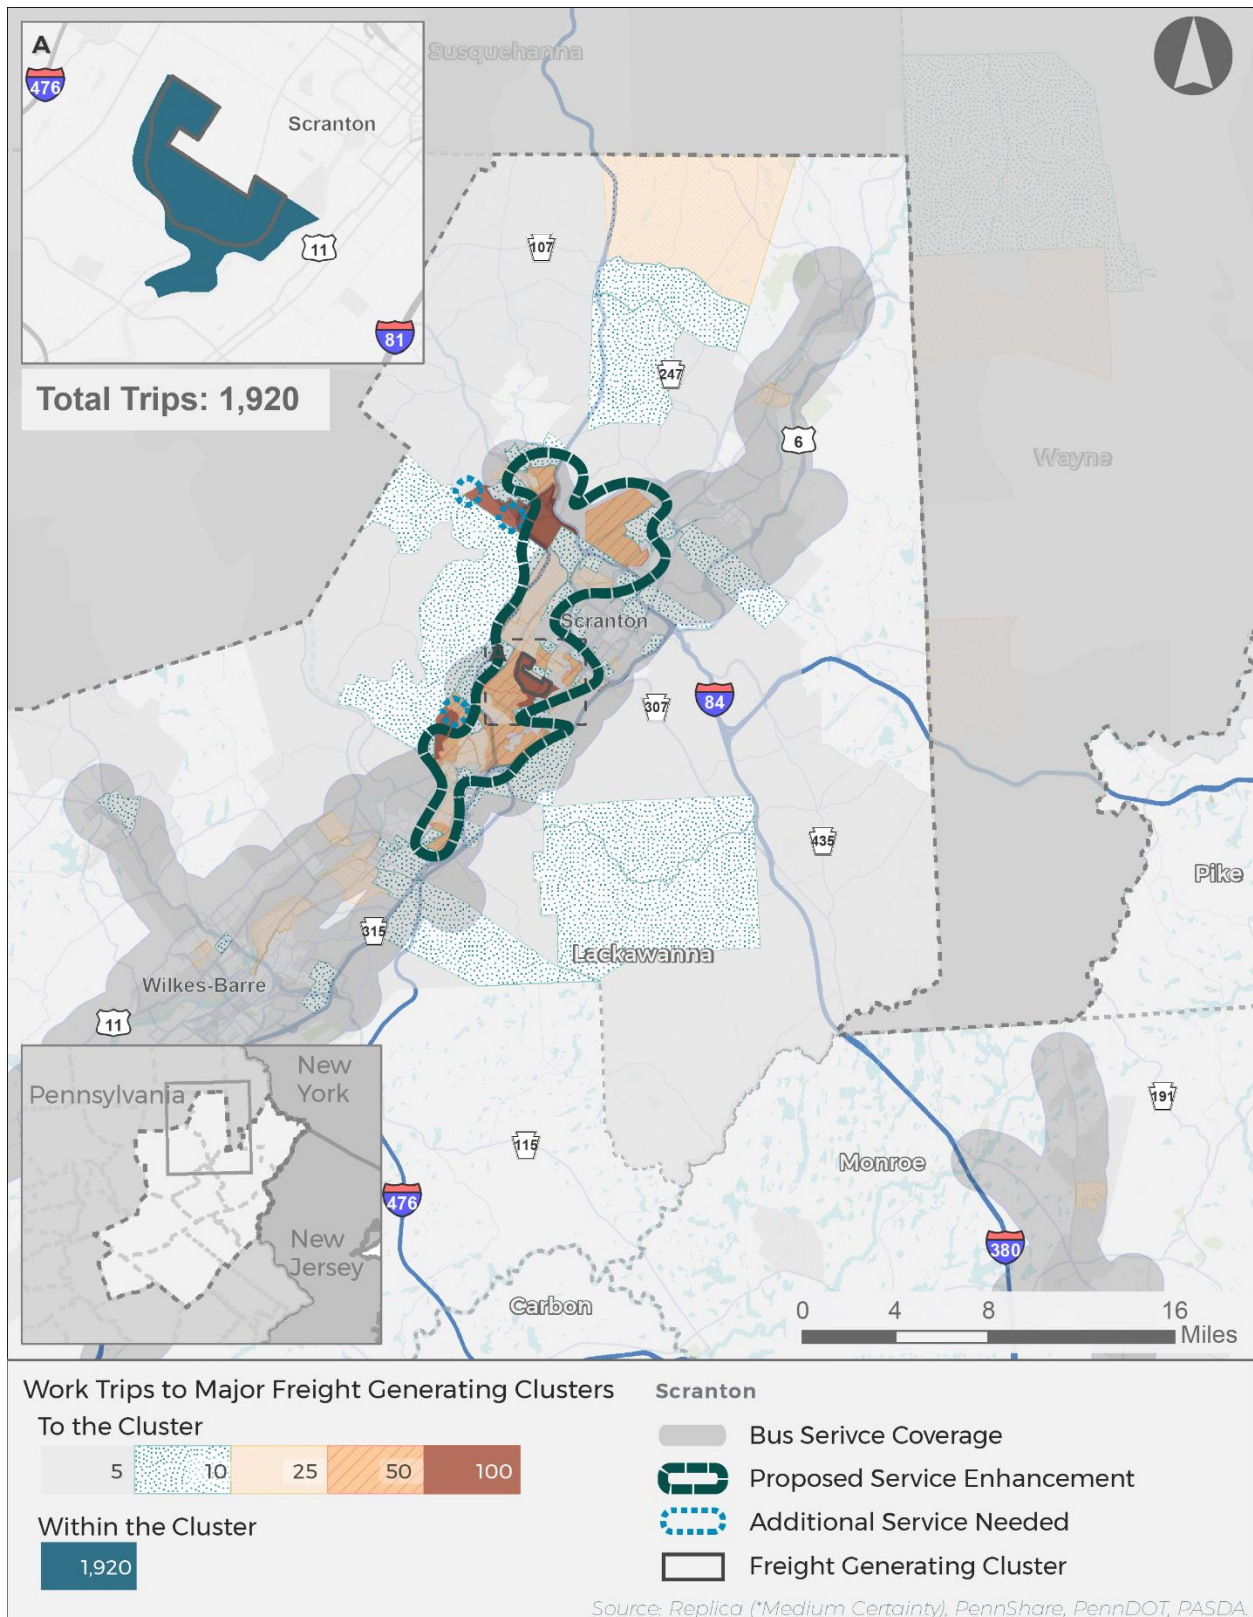 A
476
Scranton
11
81
Total Trips: 1,920
Susquehanna
107
247
6
Wayne
Scranton
307
84
435
Pike
315
Lackawanna
Wilkes-Barre
11
191
115
Monroe
476
380
Carbon
Pennsylvania
New
York
New
Jersey
0 4 8 16
Miles
Work Trips to Major Freight Generating Clusters
To the Cluster
5 10 25 50 100
Within the Cluster
1,920
Scranton
Bus Serivce Coverage
Proposed Service Enhancement
Additional Service Needed
Freight Generating Cluster
Source: Replica (*Medium Certainty), PennShare, PennDOT, PASDA